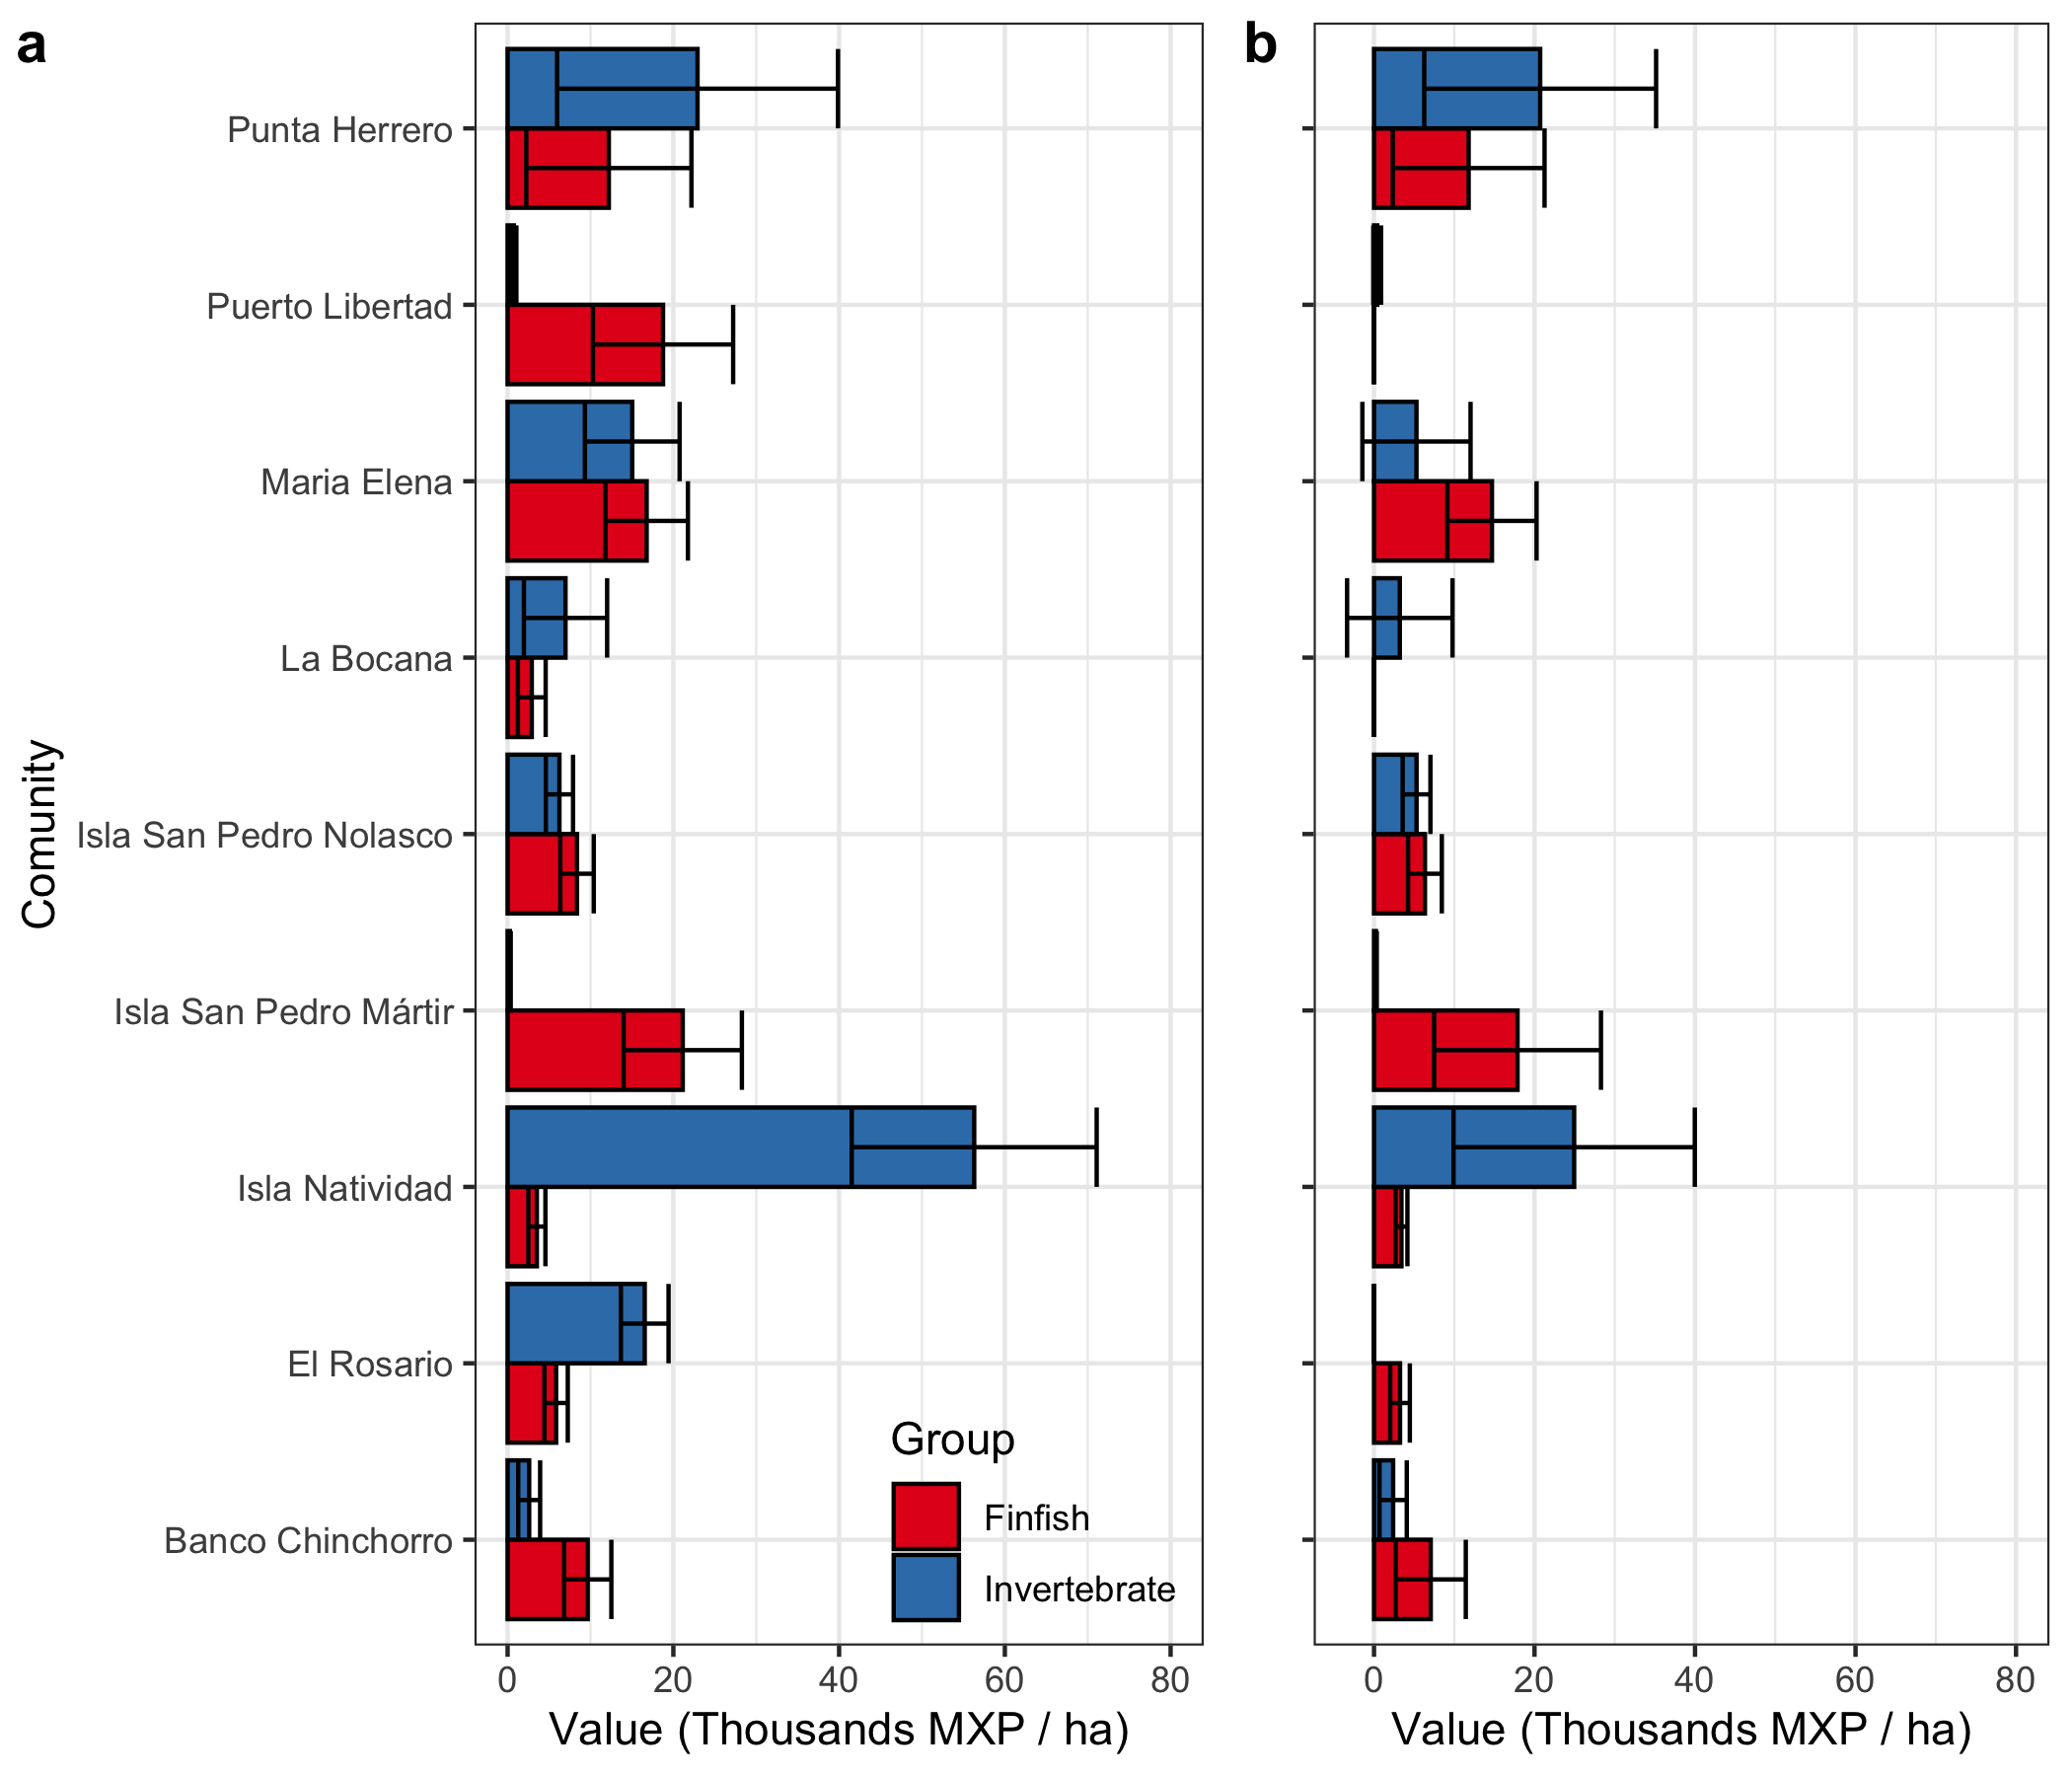 a
b
Comunity
Punta Herrero
Puerto Libertad
Maria Elena
La Bocana
Isla San Pedro Nolasco
Isla San Pedro Mártir
Isla Natividad
El Rosario
Banco Chinchorro
Group
Finfish
Invertebrate
0 20 40 60 80
0 20 40 60 80
Value (Thousands MXP / ha)
Value (Thousands MXP / ha)